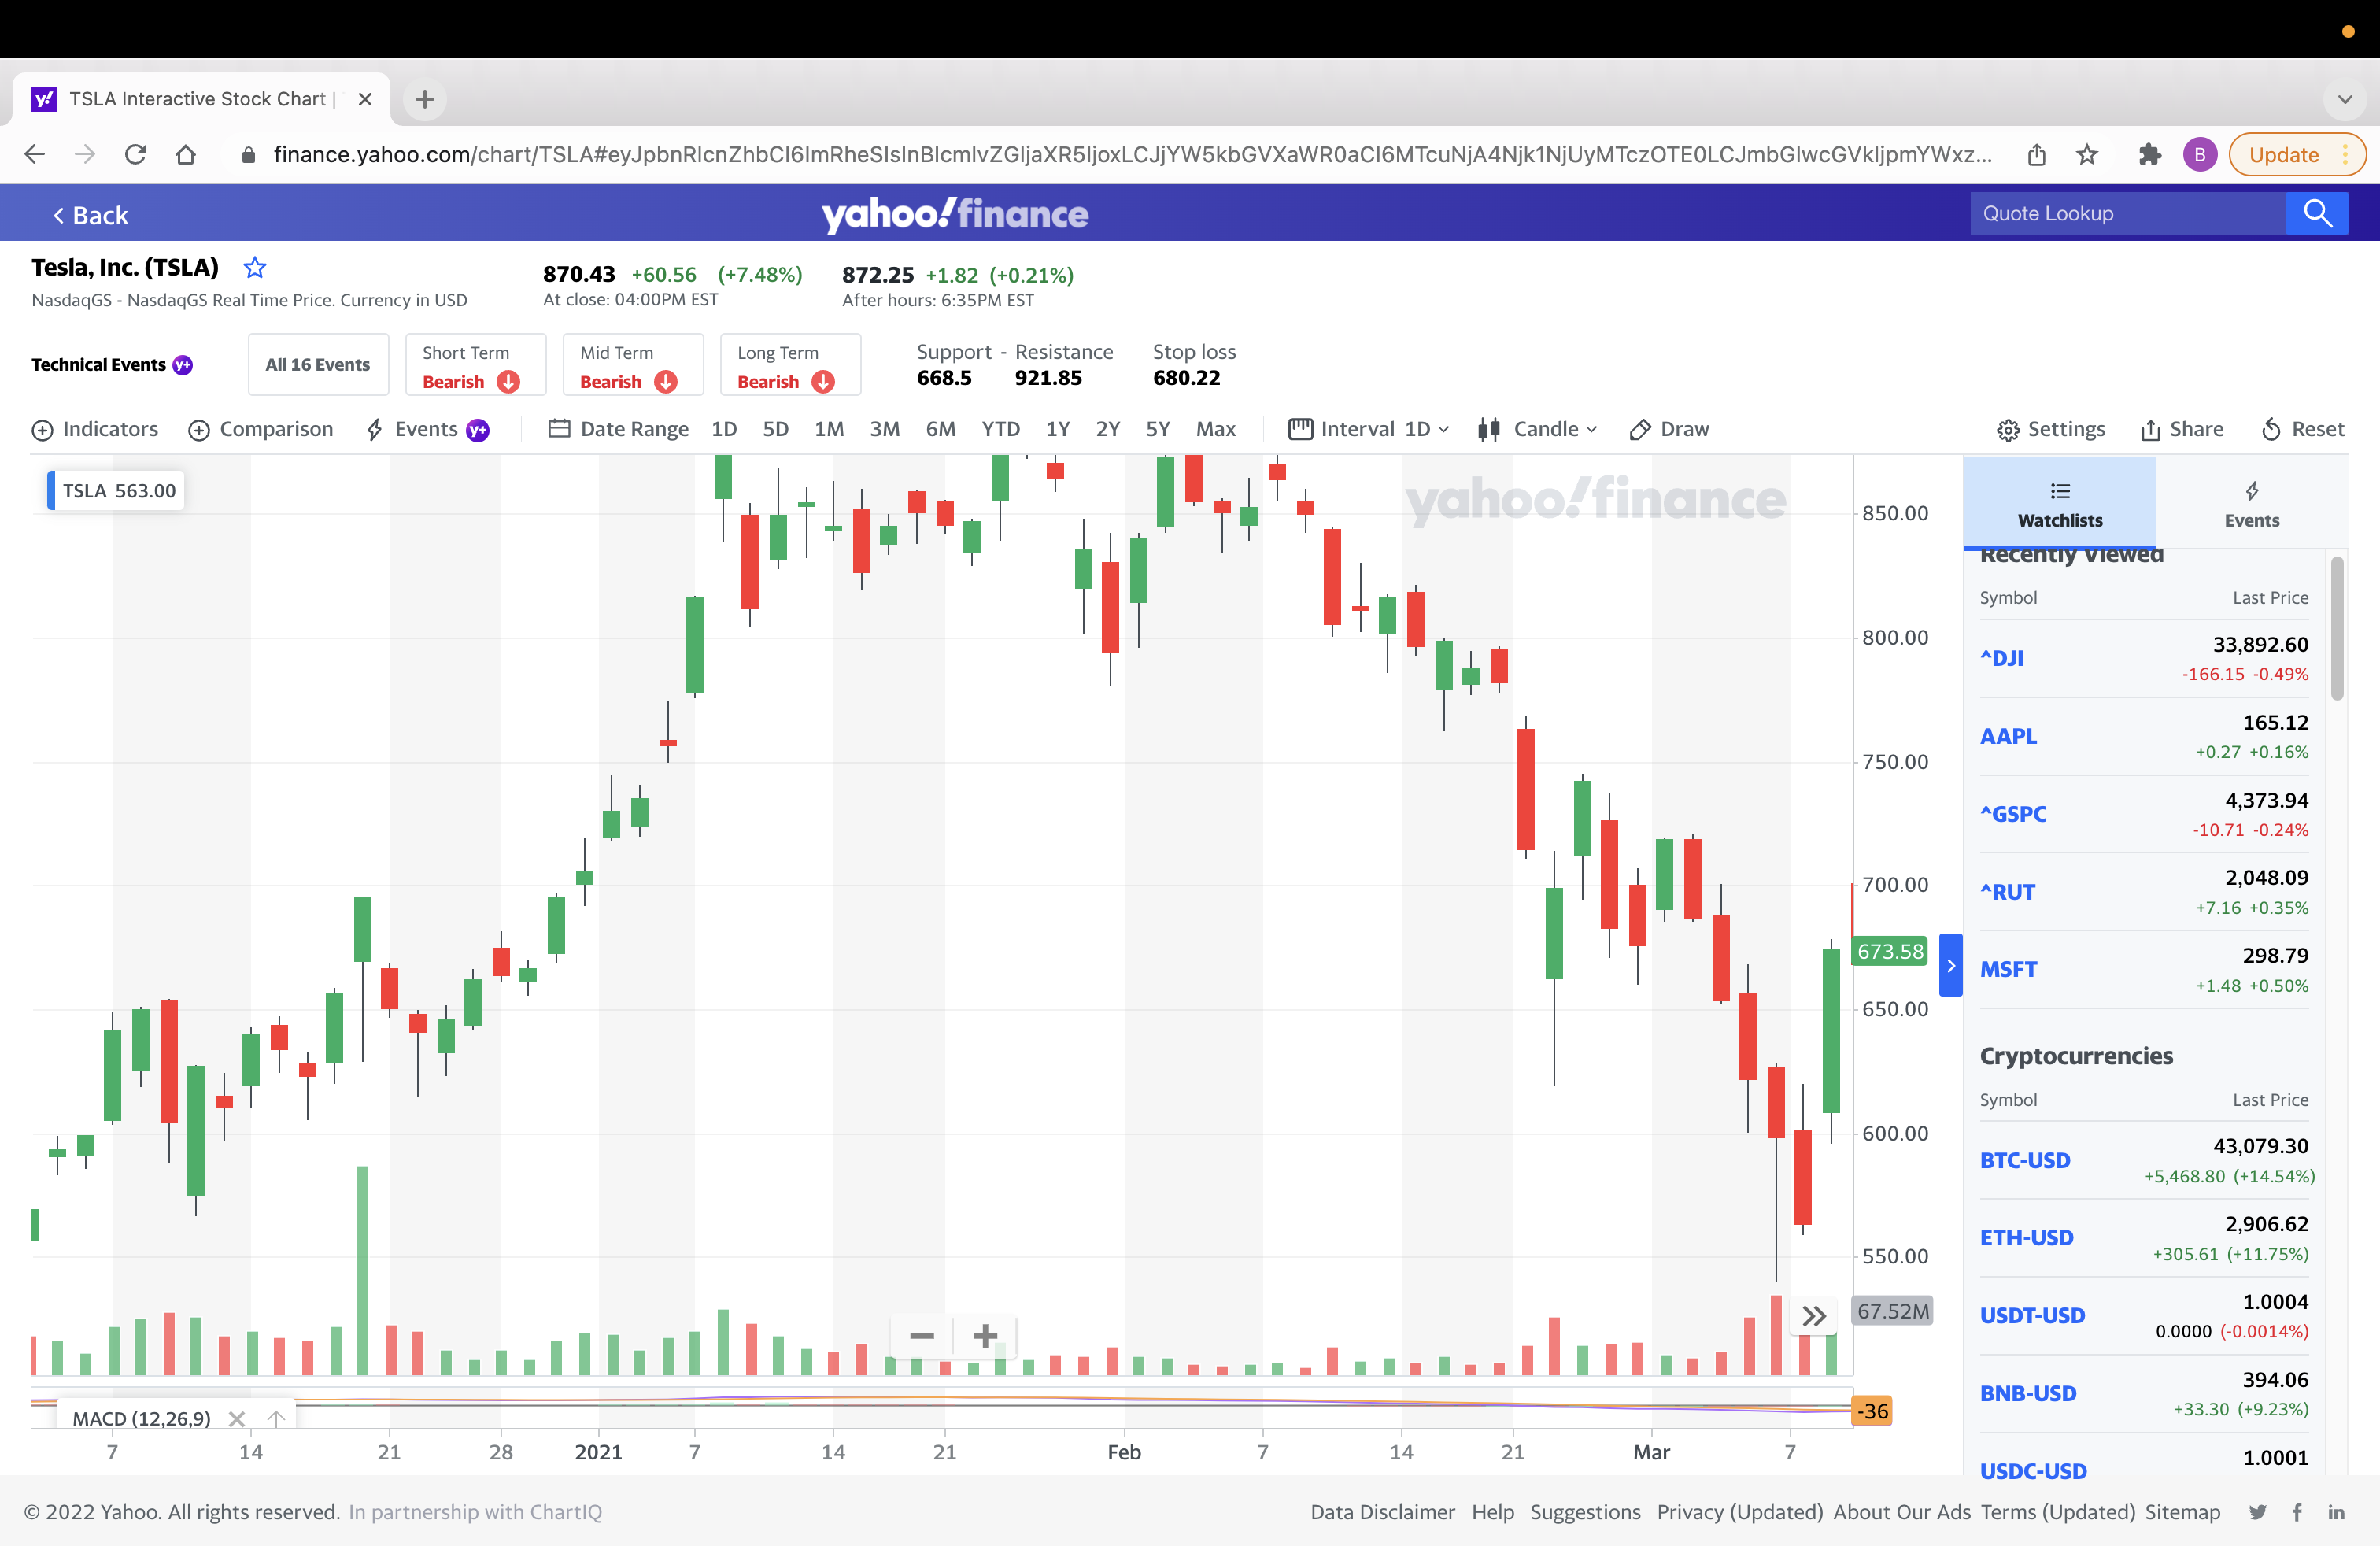 TSLA Interactive Stock Chart |
finance.yahoo.com/chart/TSLA#eyJpbnRlcnZhbCI6ImRheSIsInBlcmlvZGljaXR5IjoxLCJjYW5kbGVXaWR0aCI6MTcuNjA4Njk1NjUyMTczOTE0LCJmbGlwcGVkIjpmYWxz...
B
Update
Back
yahoo!finance
Quote Lookup
Tesla, Inc. (TSLA)
NasdaqGS - NasdaqGS Real Time Price. Currency in USD
870.43 +60.56 (+7.48%)
At close: 04:00PM EST
872.25 +1.82 (+0.21%)
After hours: 6:35PM EST
Technical Events y+
All 16 Events
Short Term
Bearish
Mid Term
Bearish
Long Term
Bearish
Support - Resistance
668.5 921.85
Stop loss
680.22
Indicators Comparison Events y+ Date Range 1D 5D 1M 3M 6M YTD 1Y 2Y 5Y Max Interval 1D Candle Draw Settings Share Reset
TSLA 563.00
yahoo!finance
850.00
800.00
750.00
700.00
673.58
650.00
600.00
550.00
67.52M
MACD (12,26,9)
-36
7 14 21 28 2021 7 14 21 Feb 7 14 21 Mar 7
Watchlists
Events
Recently Viewed
Symbol Last Price
^DJI 33,892.60
-166.15 -0.49%
AAPL 165.12
+0.27 +0.16%
^GSPC 4,373.94
-10.71 -0.24%
^RUT 2,048.09
+7.16 +0.35%
MSFT 298.79
+1.48 +0.50%
Cryptocurrencies
Symbol Last Price
BTC-USD 43,079.30
+5,468.80 (+14.54%)
ETH-USD 2,906.62
+305.61 (+11.75%)
USDT-USD 1.0004
0.0000 (-0.0014%)
BNB-USD 394.06
+33.30 (+9.23%)
USDC-USD 1.0001
© 2022 Yahoo. All rights reserved. In partnership with ChartIQ
Data Disclaimer Help Suggestions Privacy (Updated) About Our Ads Terms (Updated) Sitemap